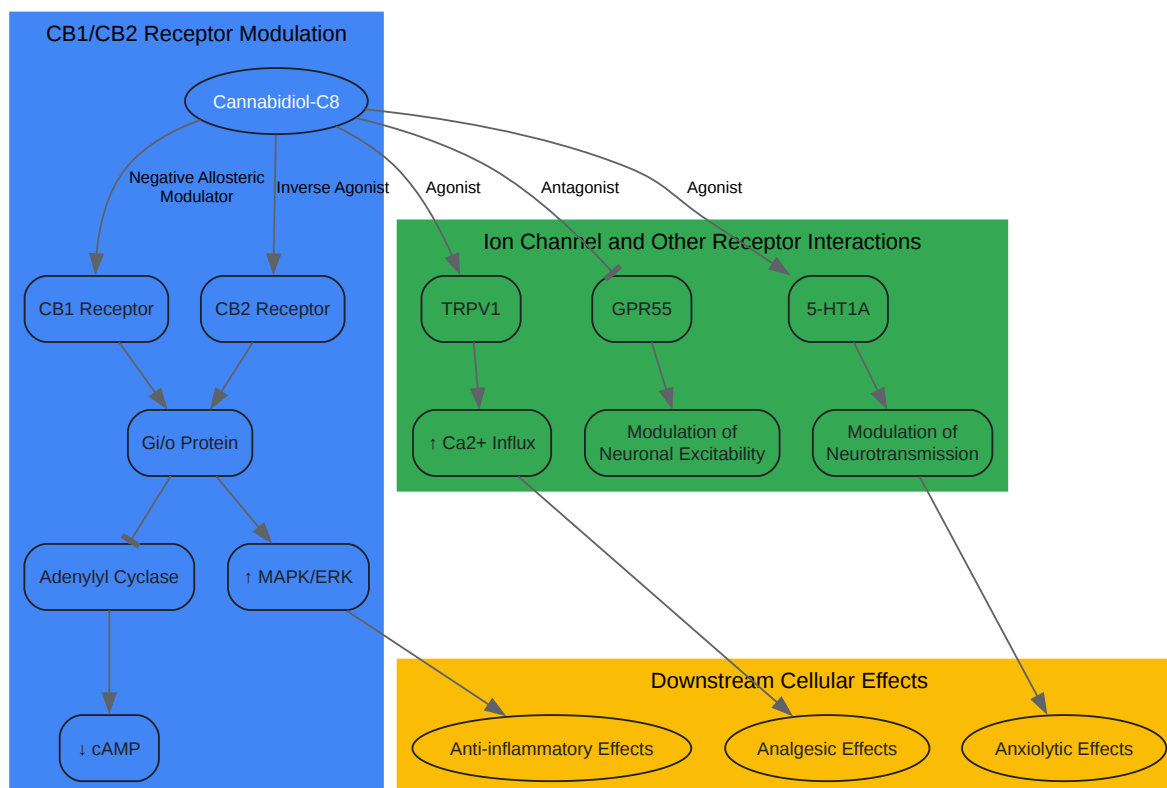 CB1/CB2 Receptor Modulation
Cannabidiol-C8
Negative Allosteric
Modulator
Inverse Agonist
Agonist
Antagonist
Agonist
Ion Channel and Other Receptor Interactions
CB1 Receptor
CB2 Receptor
TRPV1
GPR55
5-HT1A
Gi/o Protein
↑ Ca2+ Influx
Modulation of
Neuronal Excitability
Modulation of
Neurotransmission
Adenylyl Cyclase
↑ MAPK/ERK
Downstream Cellular Effects
↓ cAMP
Anti-inflammatory Effects
Analgesic Effects
Anxiolytic Effects